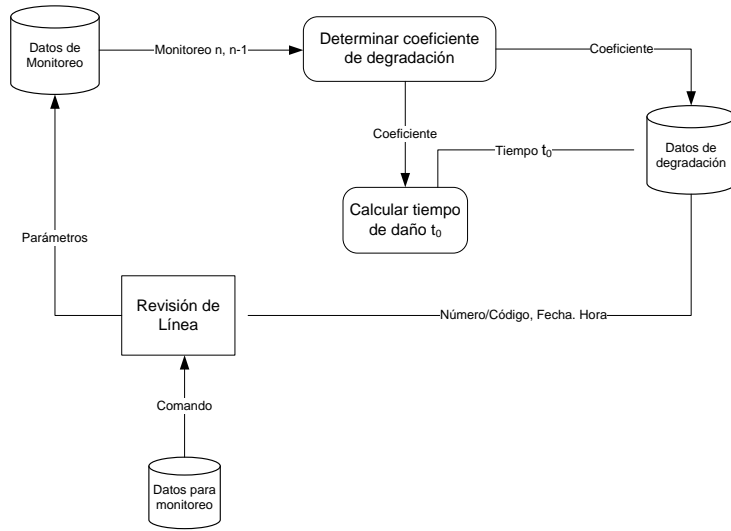 Datos de
Monitoreo
Monitoreo n, n-1
Determinar coeficiente
de degradación
Coeficiente
Coeficiente
Tiempo t₀
Datos de
degradación
Calcular tiempo
de daño t₀
Parámetros
Revisión de
Línea
Número/Código, Fecha. Hora
Comando
Datos para
monitoreo